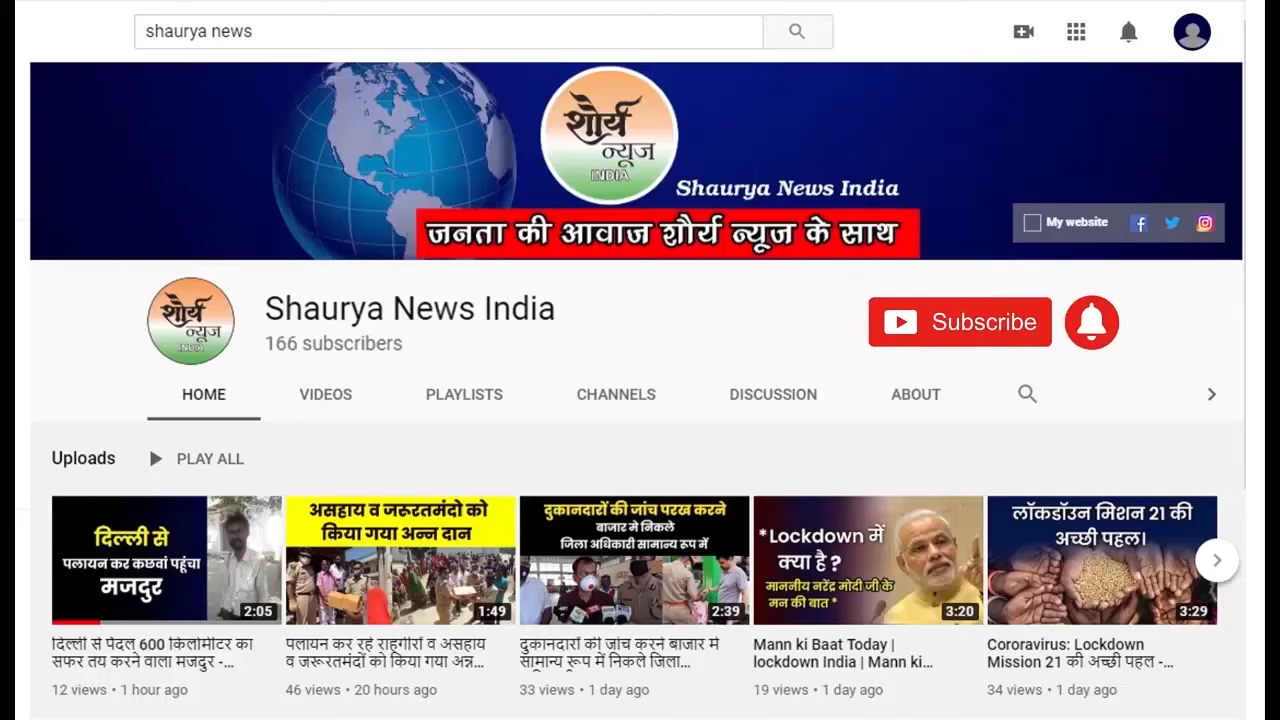 shaurya news
शौर्य
न्यूज
INDIA
Shaurya News India
जनता की आवाज शौर्य न्यूज के साथ
My website
शौर्य
न्यूज
INDIA
Shaurya News India
166 subscribers
Subscribe
HOME VIDEOS PLAYLISTS CHANNELS DISCUSSION ABOUT
Uploads PLAY ALL
दिल्ली से
पलायन कर कछवां पहुंचा
मजदुर
2:05
असहाय व जरूरतमंदो को
किया गया अन्न दान
1:49
दुकानदारों की जांच परख करने
बाजार मे निकले
जिला अधिकारी सामान्य रूप में
2:39
*Lockdown में
क्या है ?
माननीय नरेंद्र मोदी जी के
मन की बात *
3:20
लॉकडॉउन मिशन 21 की
अच्छी पहल।
3:29
दिल्ली से पैदल 600 किलोमीटर का
सफर तय करने वाला मजदुर -...
12 views • 1 hour ago
पलायन कर रहे राहगीरों व असहाय
व जरूरतमंदों को किया गया अन्न...
46 views • 20 hours ago
दुकानदारों की जांच करने बाजार मे
सामान्य रूप में निकले जिला...
33 views • 1 day ago
Mann ki Baat Today |
lockdown India | Mann ki...
19 views • 1 day ago
Cororavirus: Lockdown
Mission 21 की अच्छी पहल -...
34 views • 1 day ago